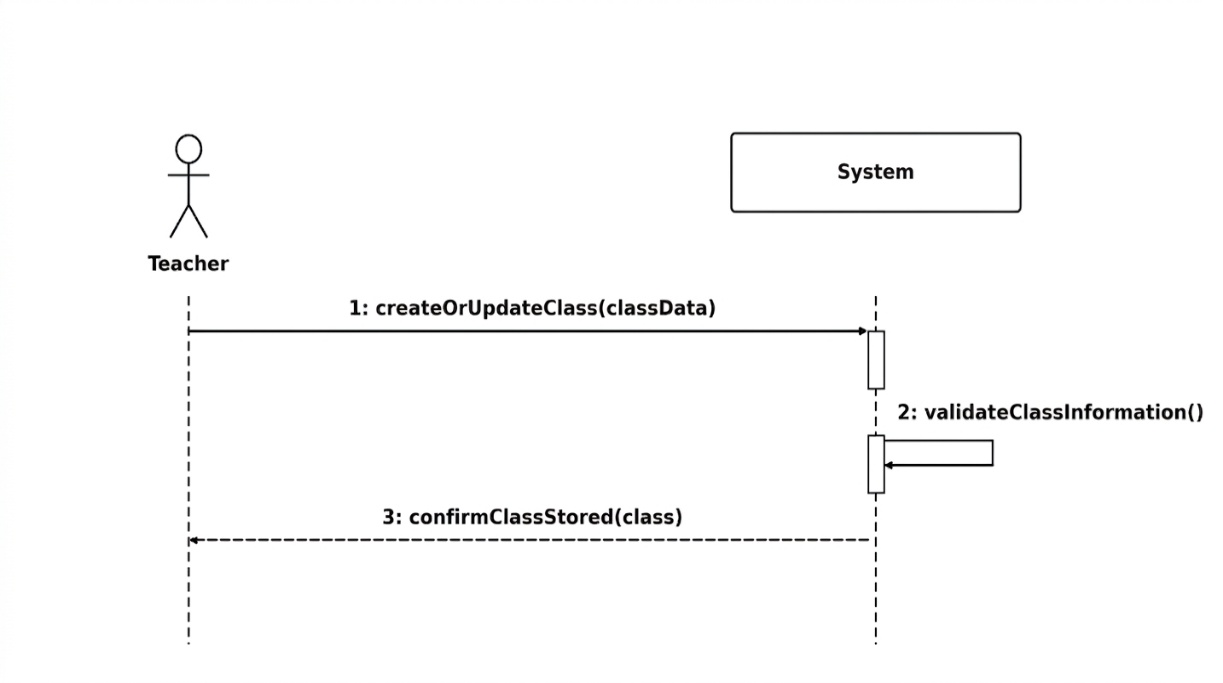 System
Teacher
1: createOrUpdateClass(classData)
2: validateClassInformation()
3: confirmClassStored(class)